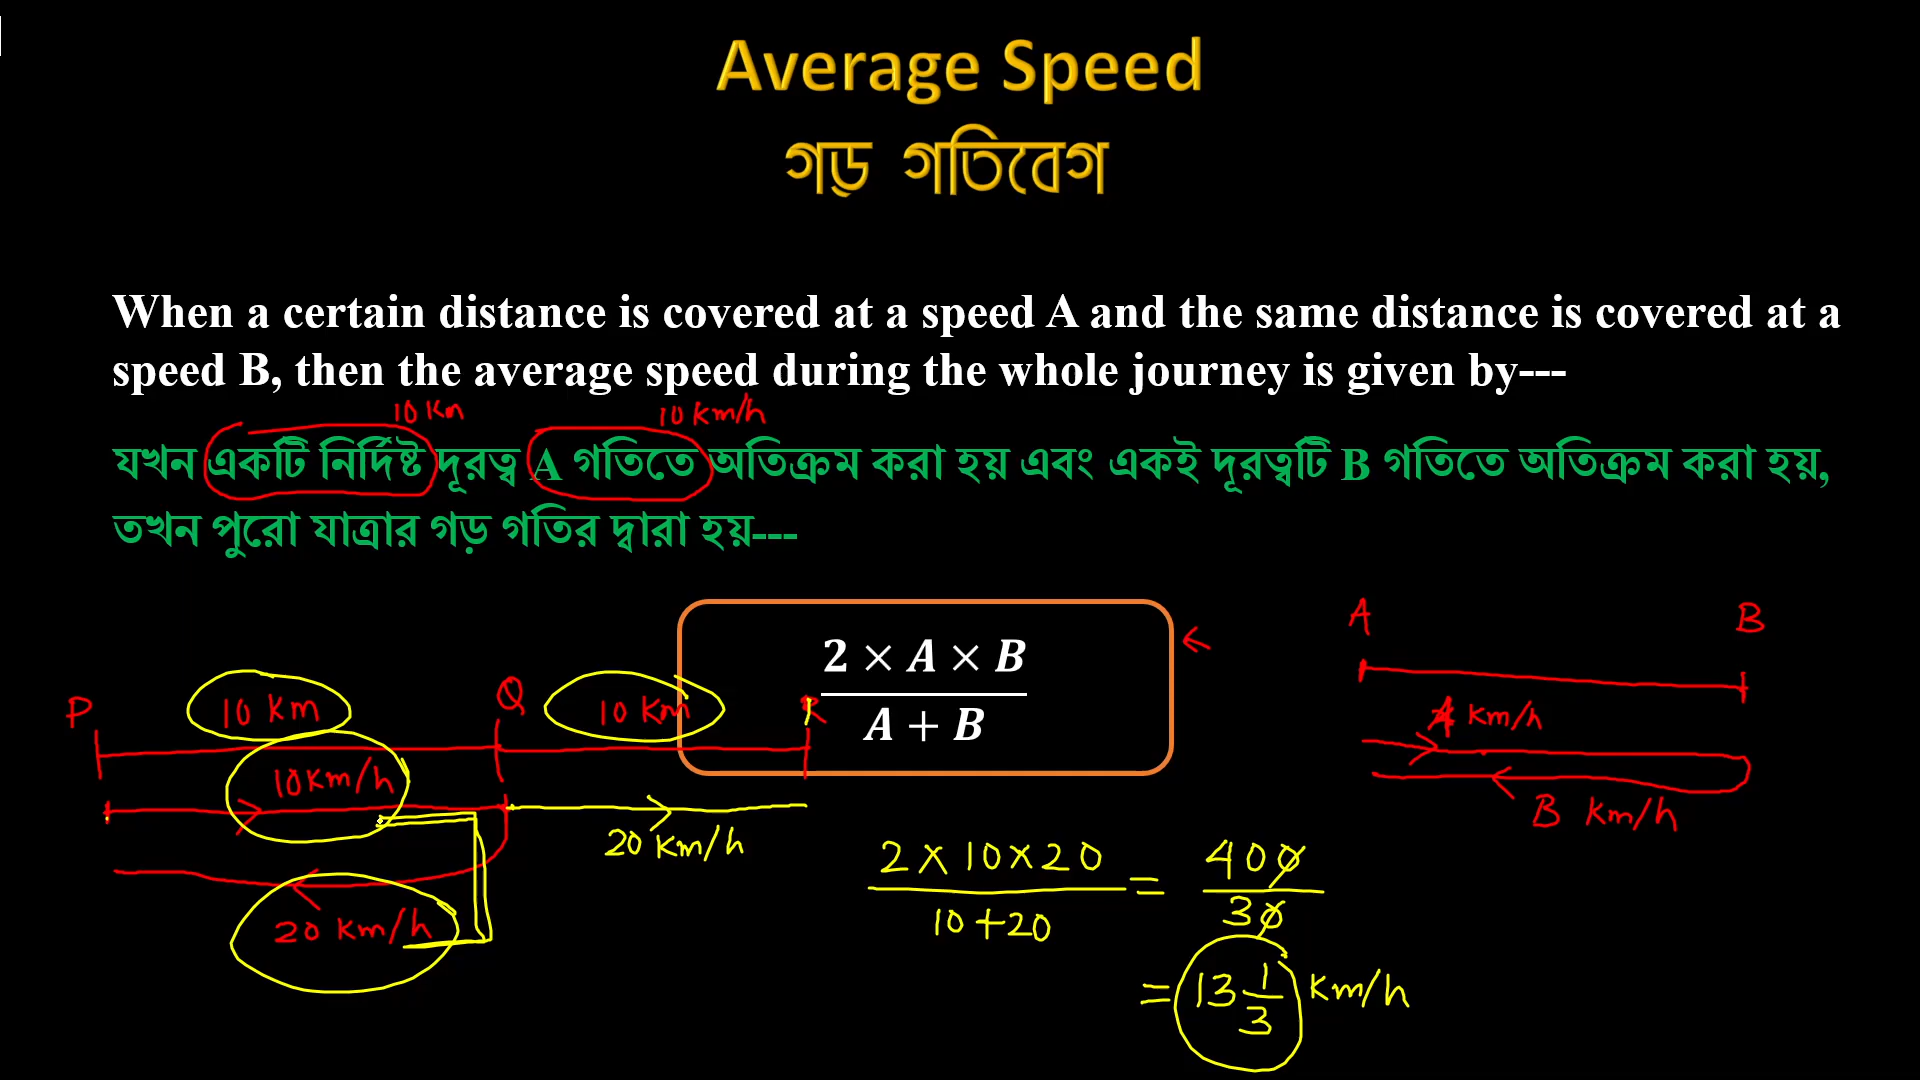 Average Speed
গড় গতিবেগ
When a certain distance is covered at a speed A and the same distance is covered at a
speed B, then the average speed during the whole journey is given by---
10 Km 10 Km/h
যখন একটি নির্দিষ্ট দূরত্ব A গতিতে অতিক্রম করা হয় এবং একই দূরত্বটি B গতিতে অতিক্রম করা হয়,
তখন পুরো যাত্রার গড় গতির দ্বারা হয়---
A B
2 × A × B
A + B
P 10 Km Q 10 Km R
A Km/h
10Km/h
B Km/h
20 Km/h
20 Km/h
2 × 10 × 20 = 400
10+20 30
= 13 1/3 Km/h